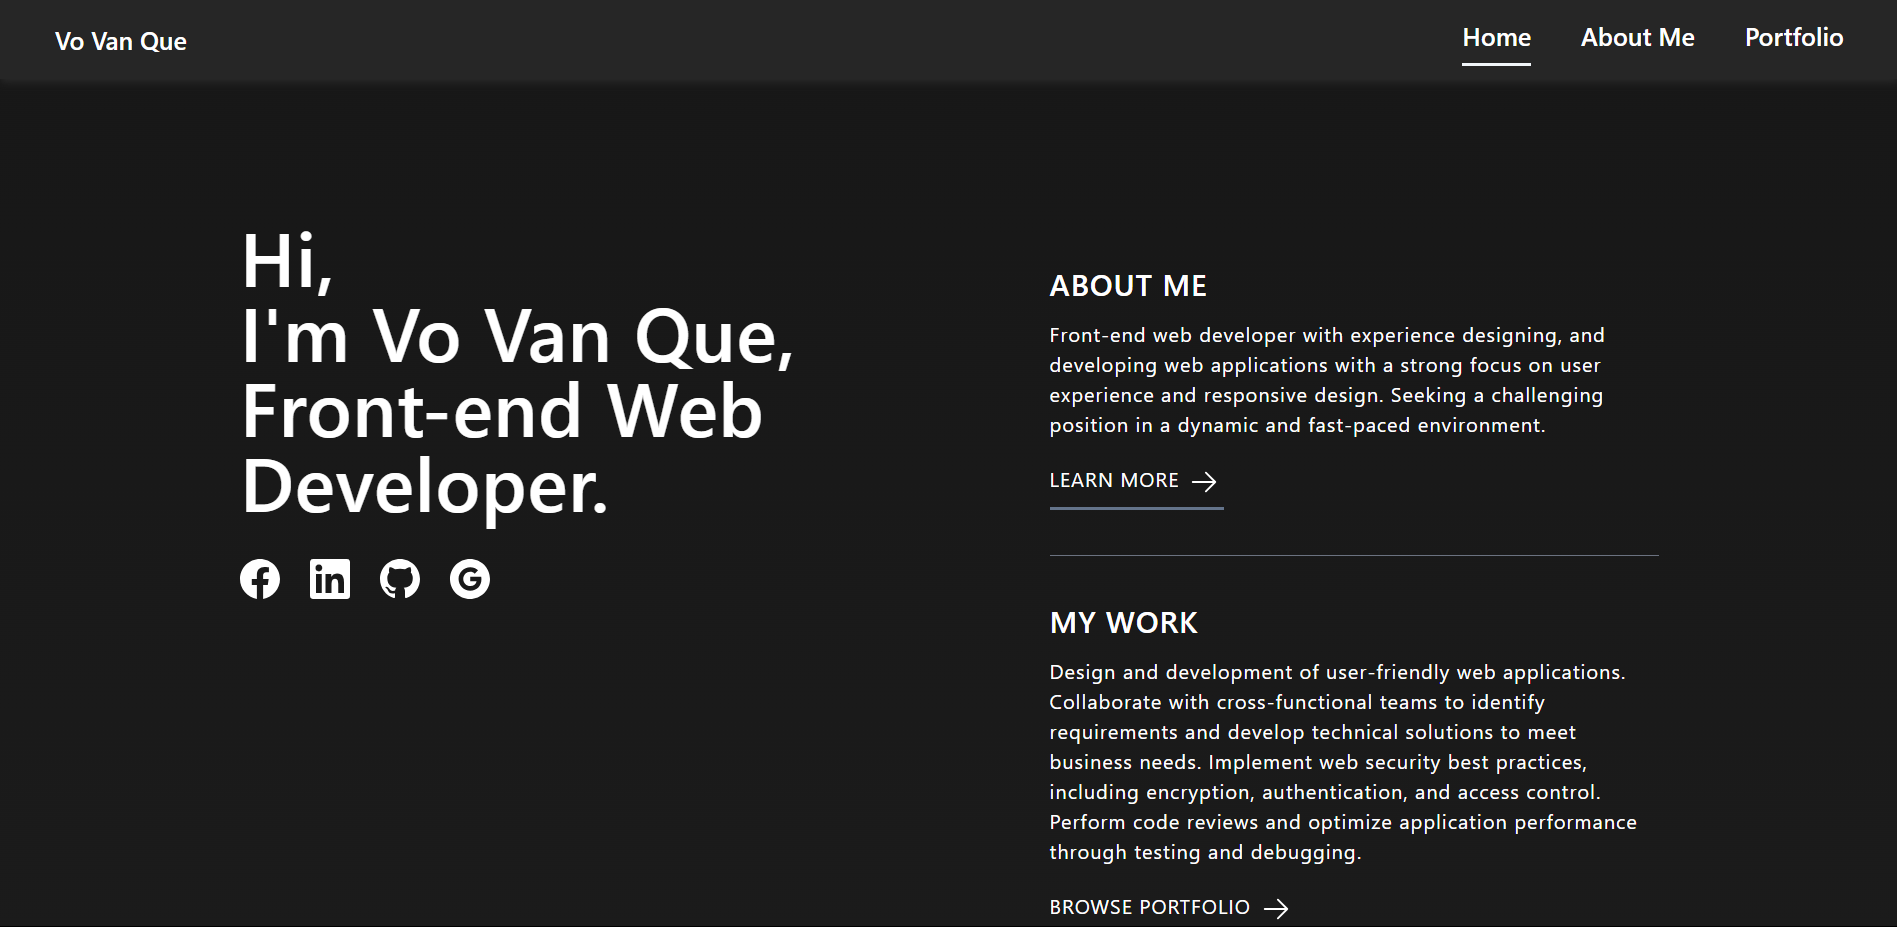 Vo Van Que
Home
About Me
Portfolio
Hi,
I'm Vo Van Que,
Front-end Web
Developer.
ABOUT ME
Front-end web developer with experience designing, and
developing web applications with a strong focus on user
experience and responsive design. Seeking a challenging
position in a dynamic and fast-paced environment.
LEARN MORE
MY WORK
Design and development of user-friendly web applications.
Collaborate with cross-functional teams to identify
requirements and develop technical solutions to meet
business needs. Implement web security best practices,
including encryption, authentication, and access control.
Perform code reviews and optimize application performance
through testing and debugging.
BROWSE PORTFOLIO